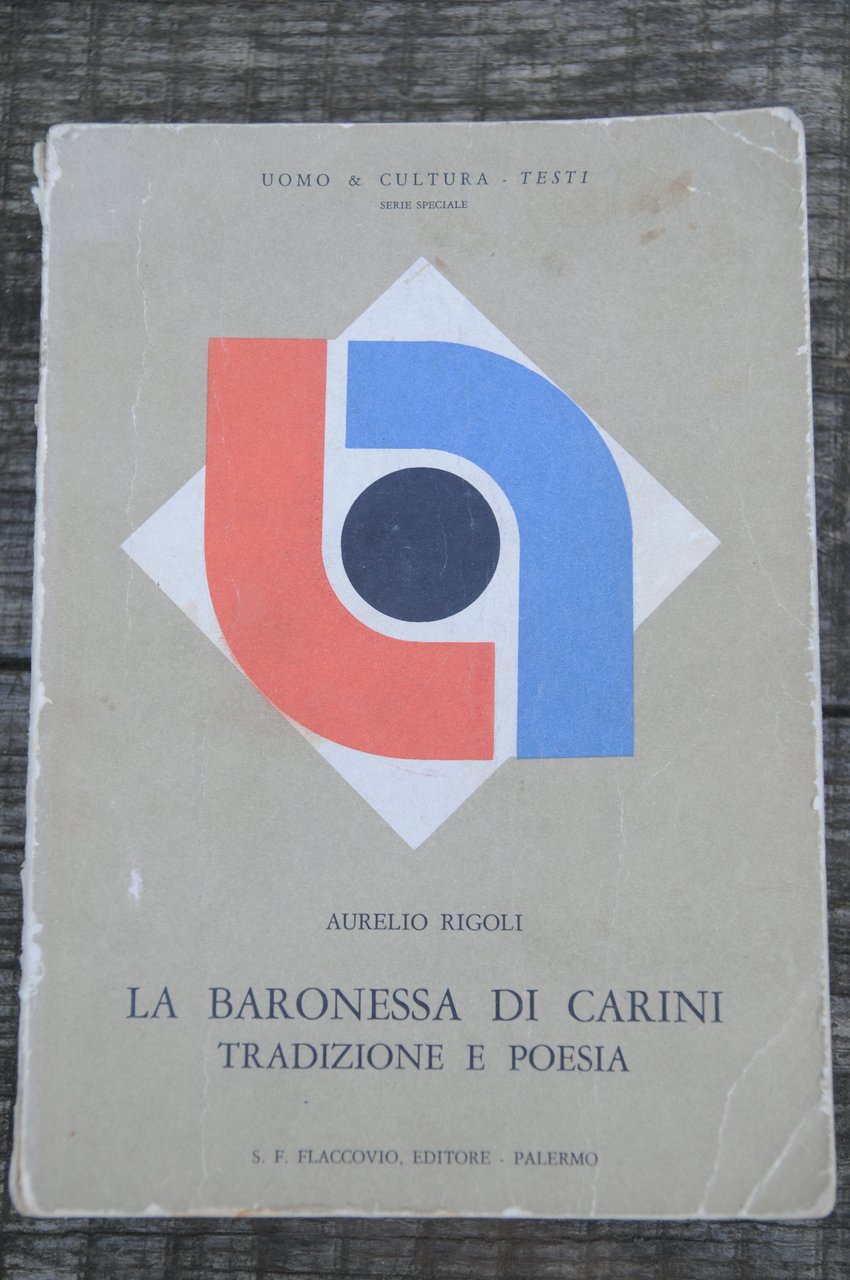 UOMO & CULTURA - TESTI
SERIE SPECIALE
AURELIO RIGOLI
LA BARONESSA DI CARINI
TRADIZIONE E POESIA
S. F. FLACCOVIO, EDITORE - PALERMO